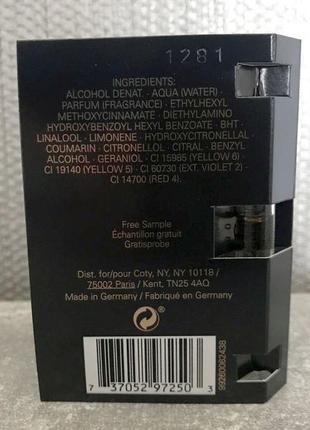 1281
INGREDIENTS:
ALCOHOL DENAT. · AQUA (WATER) ·
PARFUM (FRAGRANCE) · ETHYLHEXYL
METHOXYCINNAMATE · DIETHYLAMINO
HYDROXYBENZOYL HEXYL BENZOATE · BHT ·
LINALOOL · LIMONENE · HYDROXYCITRONELLAL ·
COUMARIN · CITRONELLOL · CITRAL · BENZYL
ALCOHOL · GERANIOL · CI 15985 (YELLOW 6) ·
CI 19140 (YELLOW 5) · CI 60730 (EXT. VIOLET 2) ·
CI 14700 (RED 4).
Free Sample
Échantillon gratuit
Gratisprobe
Dist. for/pour Coty, NY, NY 10118 /
75002 Paris / Kent, TN25 4AQ
Made in Germany / Fabriqué en Germany
7 37052 97250 3
99260062438